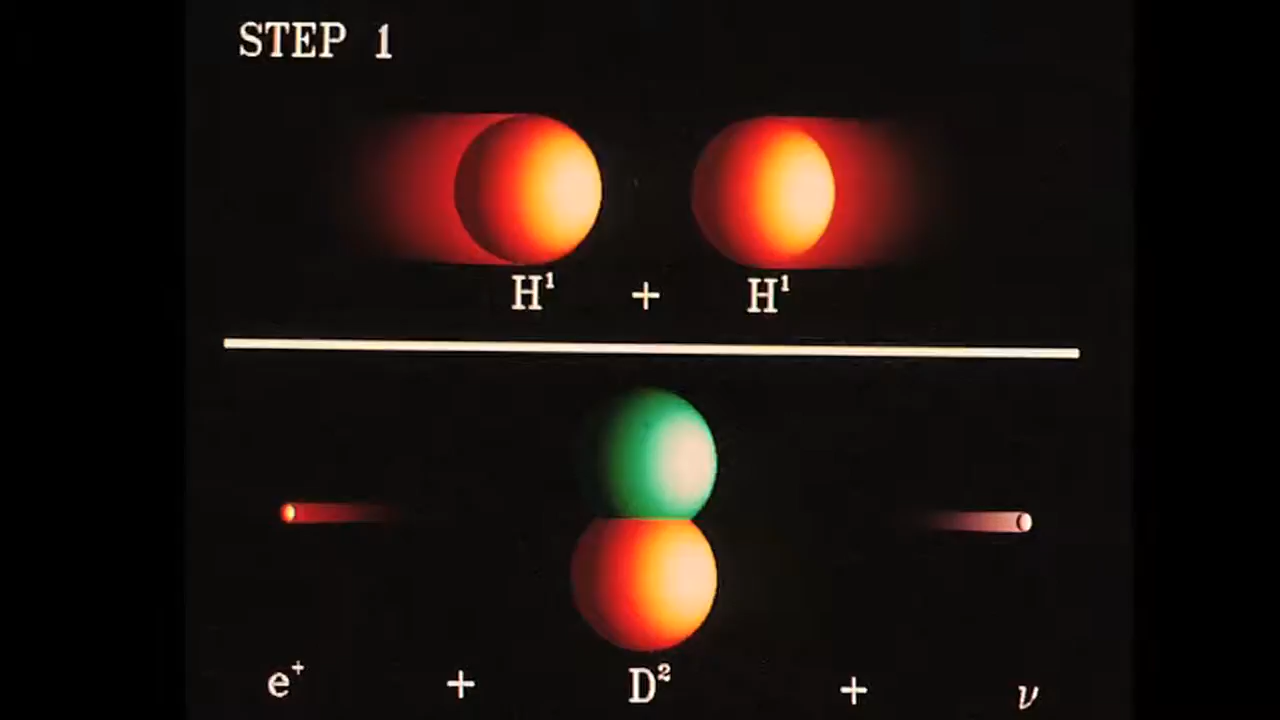 STEP 1
H¹ + H¹
e⁺ + D² + ν